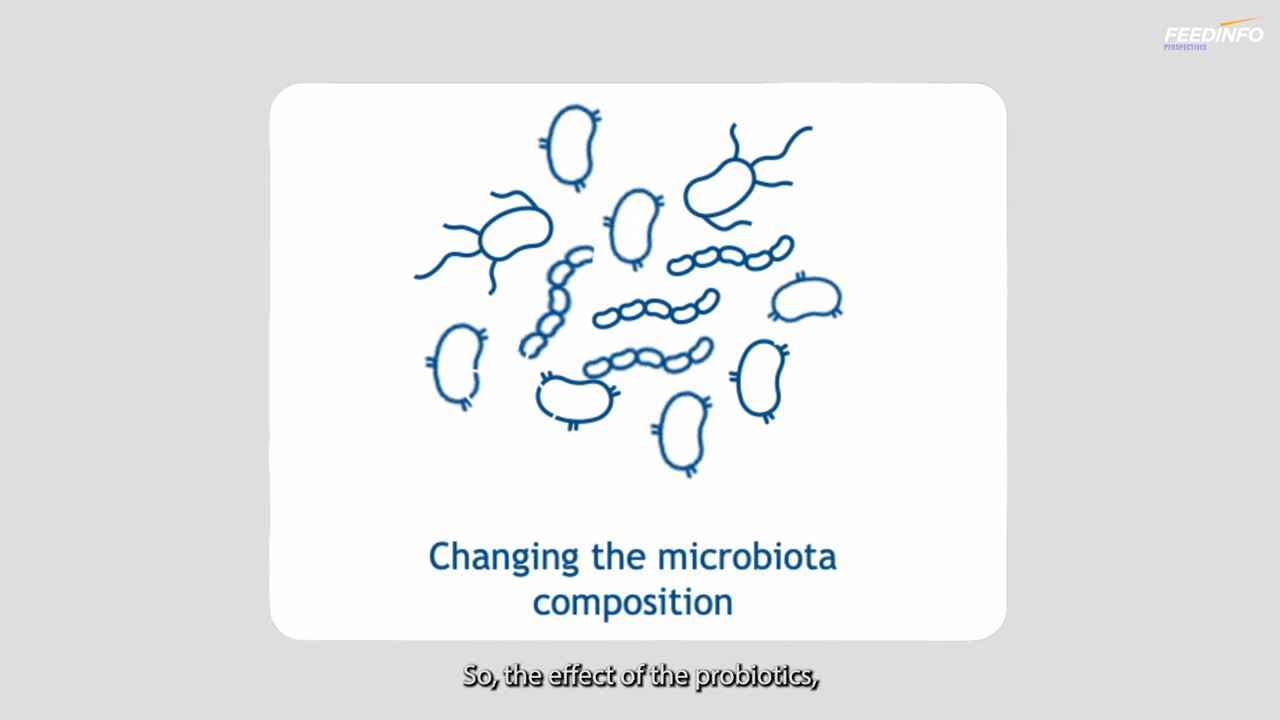 FEEDINFO
PERSPECTIVES
Changing the microbiota
composition
So, the effect of the probiotics,